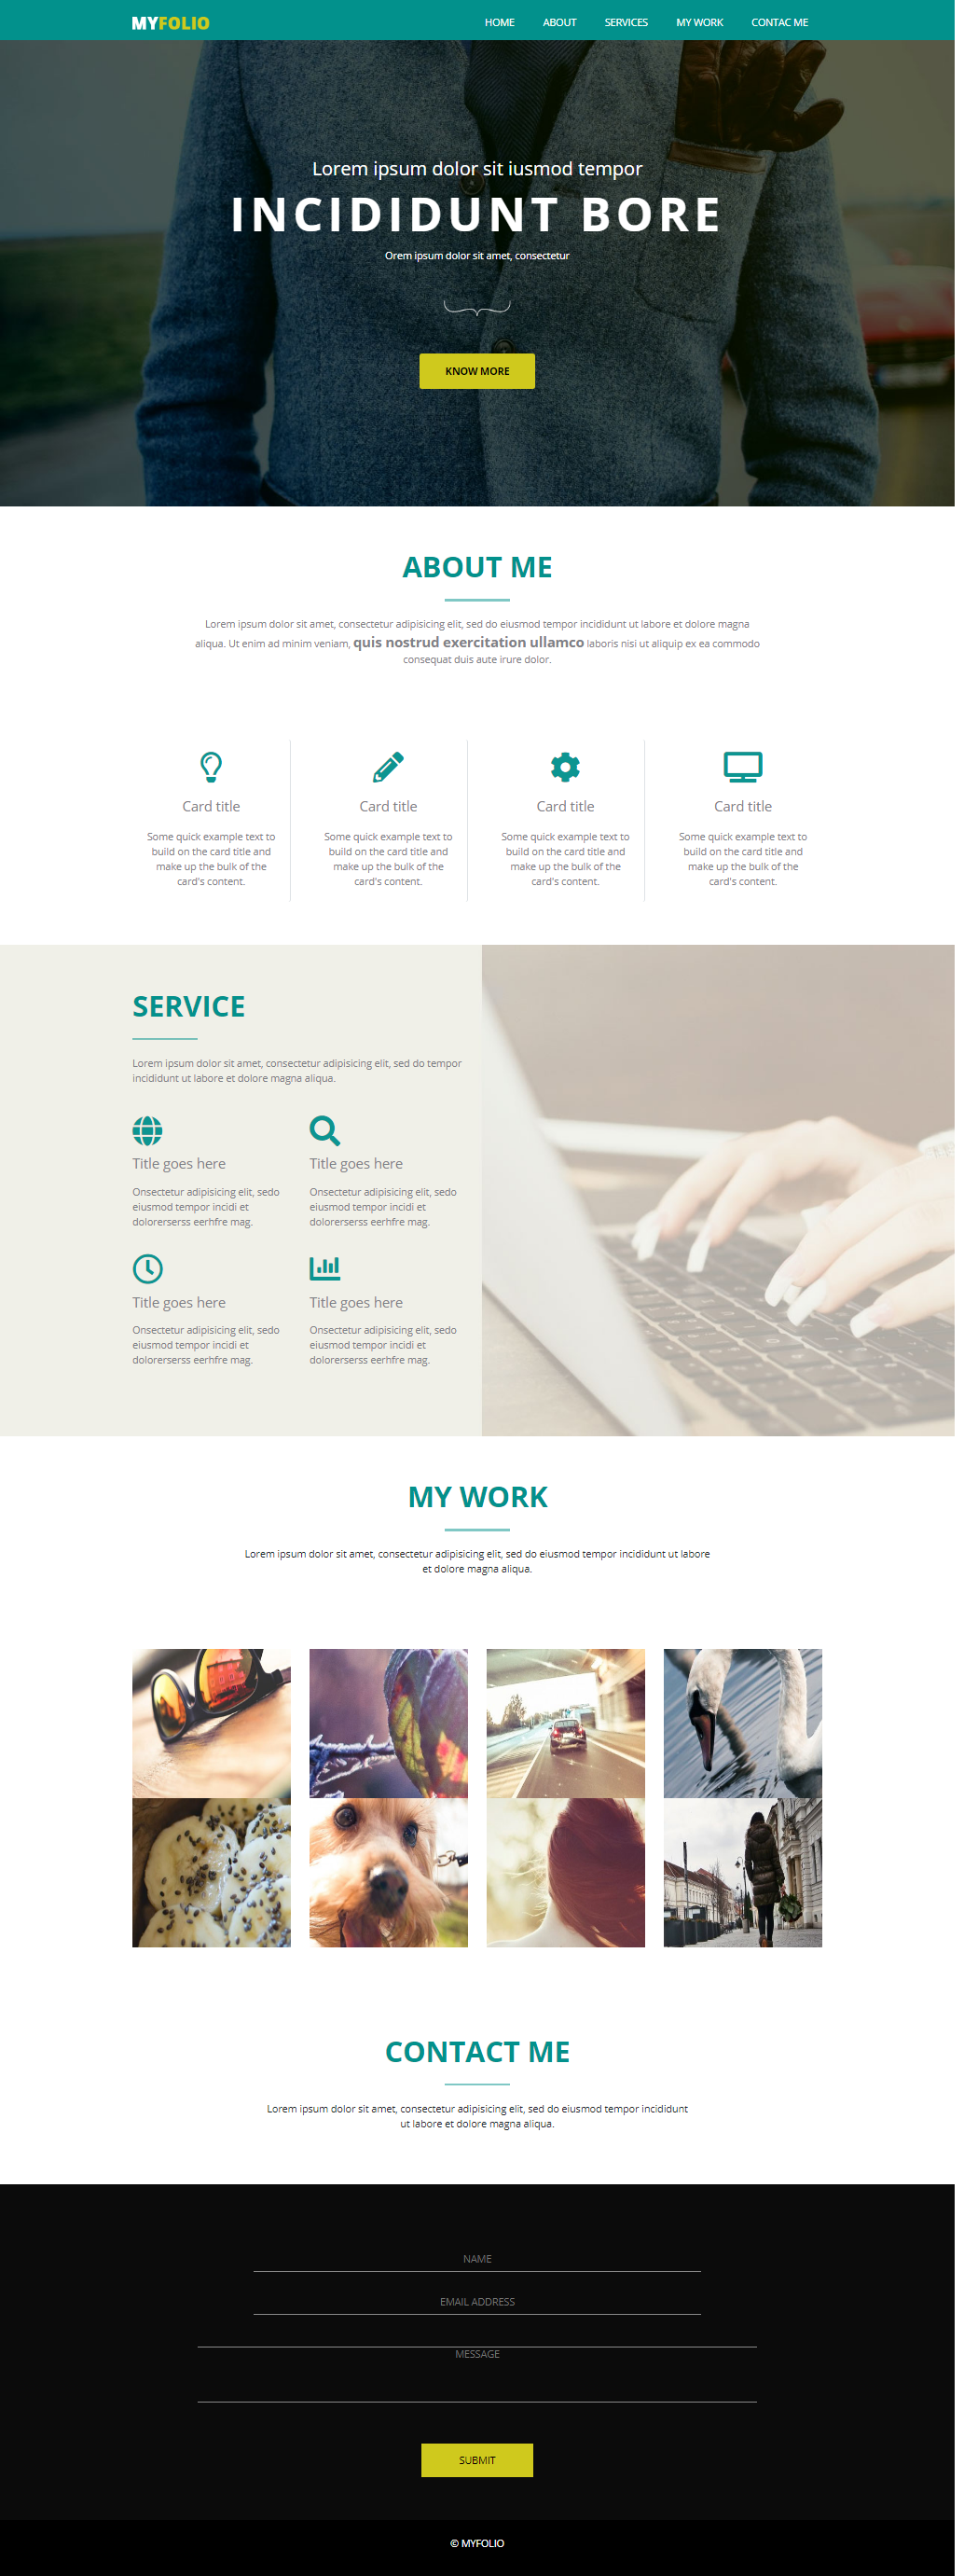 MYFOLIO
HOME ABOUT SERVICES MY WORK CONTAC ME
Lorem ipsum dolor sit iusmod tempor
INCIDIDUNT BORE
Orem ipsum dolor sit amet, consectetur
KNOW MORE
ABOUT ME
Lorem ipsum dolor sit amet, consectetur adipisicing elit, sed do eiusmod tempor incididunt ut labore et dolore magna
aliqua. Ut enim ad minim veniam, quis nostrud exercitation ullamco laboris nisi ut aliquip ex ea commodo
consequat duis aute irure dolor.
Card title
Some quick example text to
build on the card title and
make up the bulk of the
card's content.
Card title
Some quick example text to
build on the card title and
make up the bulk of the
card's content.
Card title
Some quick example text to
build on the card title and
make up the bulk of the
card's content.
Card title
Some quick example text to
build on the card title and
make up the bulk of the
card's content.
SERVICE
Lorem ipsum dolor sit amet, consectetur adipisicing elit, sed do tempor
incididunt ut labore et dolore magna aliqua.
Title goes here
Onsectetur adipisicing elit, sedo
eiusmod tempor incidi et
dolorerserss eerhfre mag.
Title goes here
Onsectetur adipisicing elit, sedo
eiusmod tempor incidi et
dolorerserss eerhfre mag.
Title goes here
Onsectetur adipisicing elit, sedo
eiusmod tempor incidi et
dolorerserss eerhfre mag.
Title goes here
Onsectetur adipisicing elit, sedo
eiusmod tempor incidi et
dolorerserss eerhfre mag.
MY WORK
Lorem ipsum dolor sit amet, consectetur adipisicing elit, sed do eiusmod tempor incididunt ut labore
et dolore magna aliqua.
CONTACT ME
Lorem ipsum dolor sit amet, consectetur adipisicing elit, sed do eiusmod tempor incididunt
ut labore et dolore magna aliqua.
NAME
EMAIL ADDRESS
MESSAGE
SUBMIT
© MYFOLIO